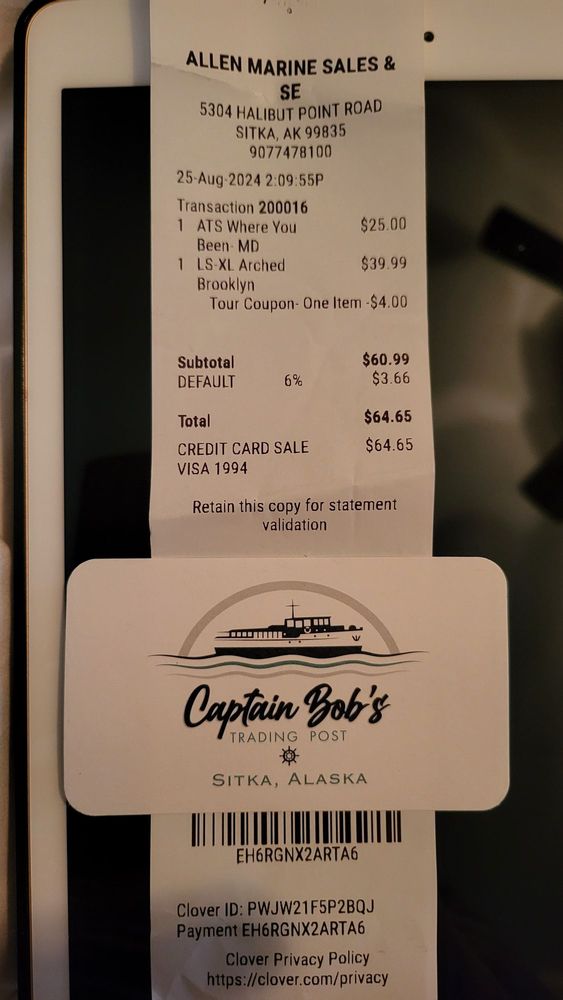 ALLEN MARINE SALES &
SE
5304 HALIBUT POINT ROAD
SITKA, AK 99835
9077478100
25-Aug-2024 2:09:55P
Transaction 200016
1 ATS Where You $25.00
Been- MD
1 LS-XL Arched $39.99
Brooklyn
Tour Coupon- One Item -$4.00
Subtotal $60.99
DEFAULT 6% $3.66
Total $64.65
CREDIT CARD SALE $64.65
VISA 1994
Retain this copy for statement
validation
Captain Bob's
TRADING POST
SITKA, ALASKA
EH6RGNX2ARTA6
Clover ID: PWJW21F5P2BQJ
Payment EH6RGNX2ARTA6
Clover Privacy Policy
https://clover.com/privacy